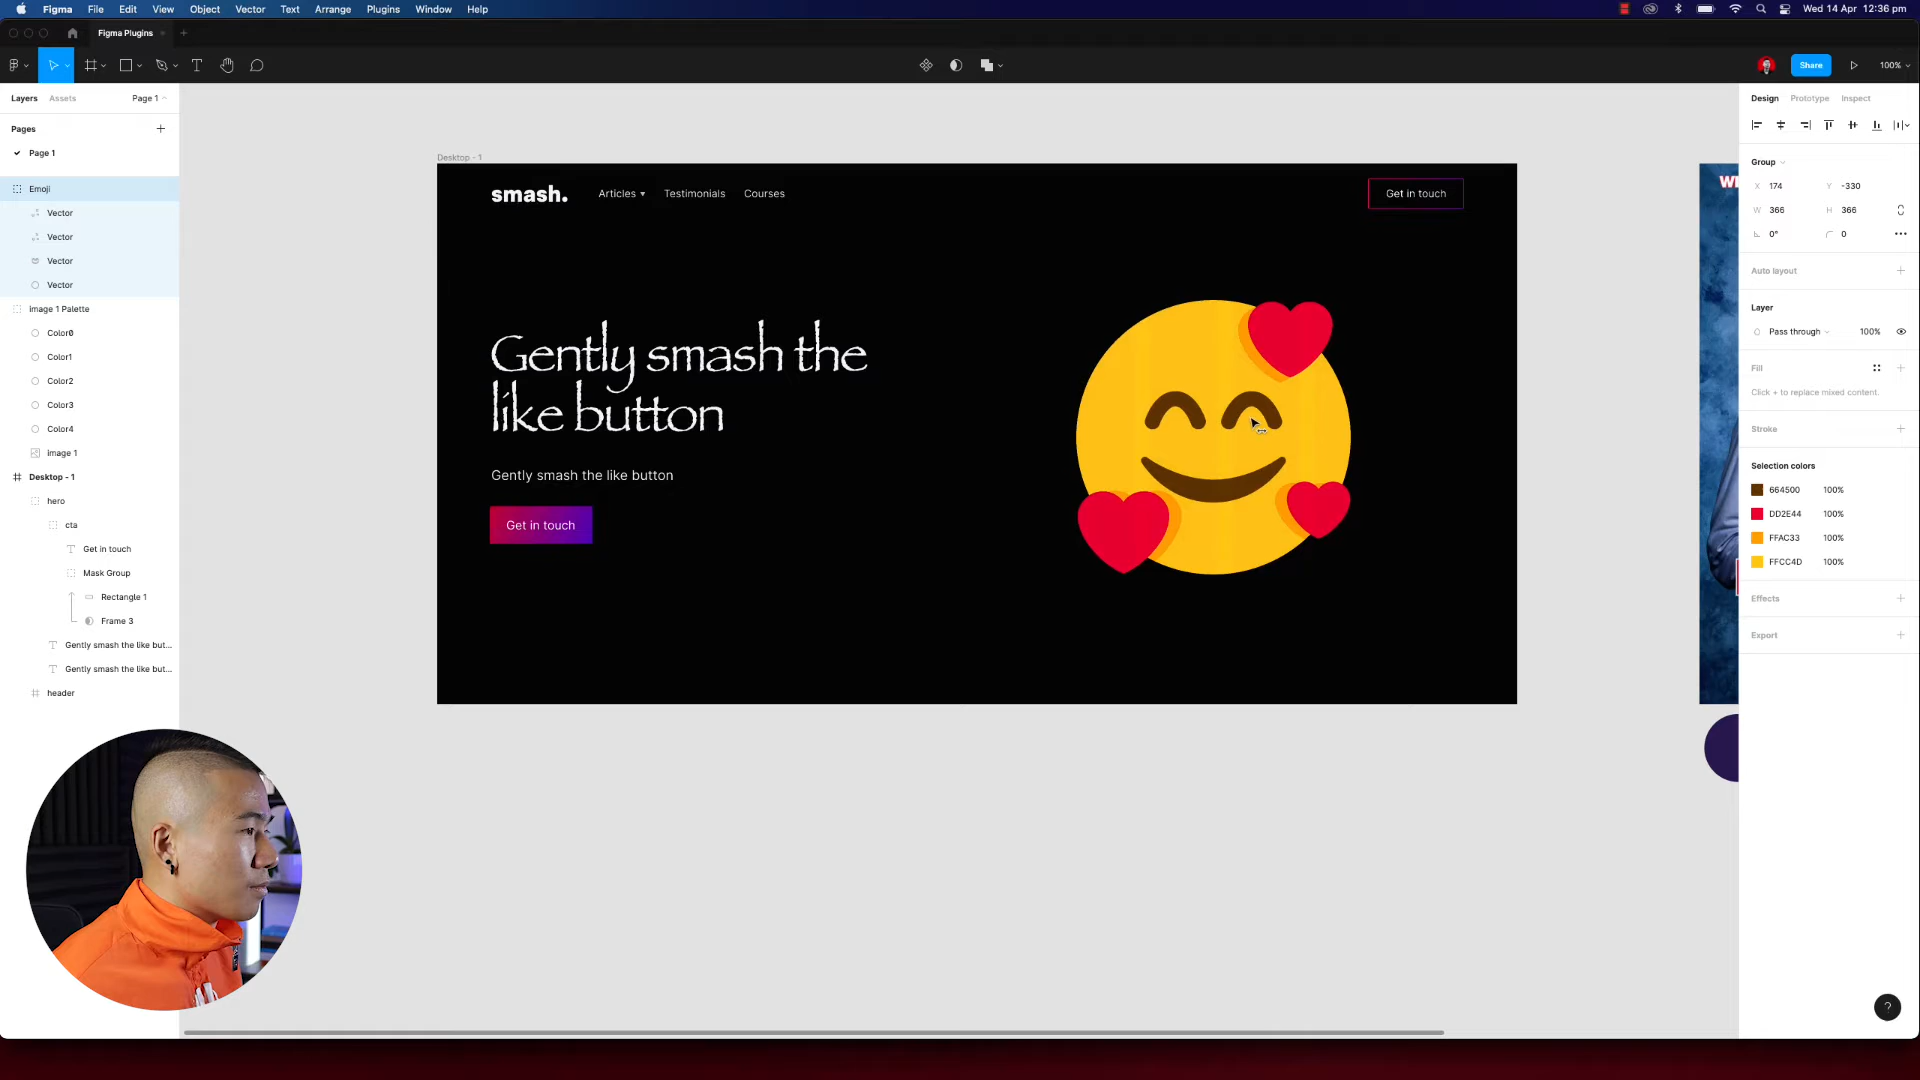 Figma File Edit View Object Vector Text Arrange Plugins Window Help
Wed 14 Apr 12:36 pm
Figma Plugins
Share
100%
Layers Assets Page 1
Pages
Page 1
Emoji
Vector
Vector
Vector
Vector
image 1 Palette
Color0
Color1
Color2
Color3
Color4
image 1
Desktop - 1
hero
cta
Get in touch
Mask Group
Rectangle 1
Frame 3
Gently smash the like but...
Gently smash the like but...
header
Desktop - 1
smash. Articles Testimonials Courses Get in touch
Gently smash the
like button
Gently smash the like button
Get in touch
Design Prototype Inspect
Group
X 174 Y -330
W 366 H 366
0° 0
Auto layout
Layer
Pass through 100%
Fill
Click + to replace mixed content.
Stroke
Selection colors
664500 100%
DD2E44 100%
FFAC33 100%
FFCC4D 100%
Effects
Export
?